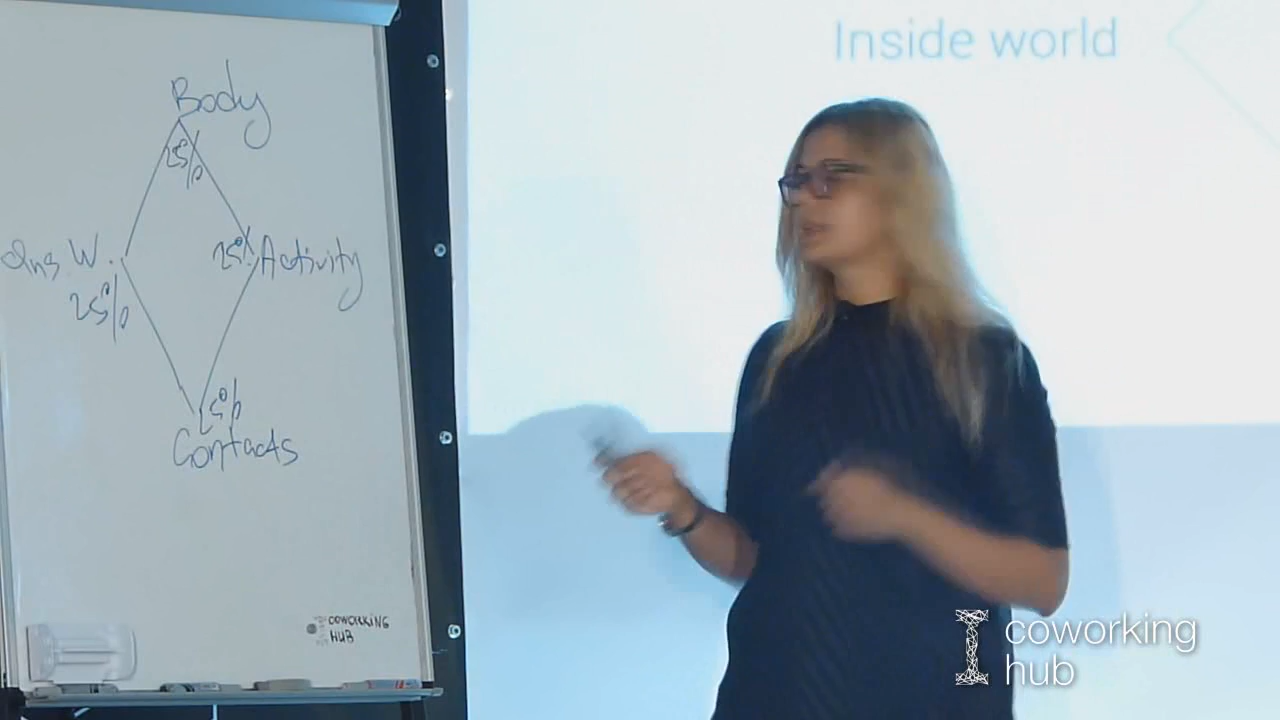 Body
25%
Ins W.
25%
25%
Activity
25%
Contacts
COWORKING
HUB
Inside world
coworking
hub